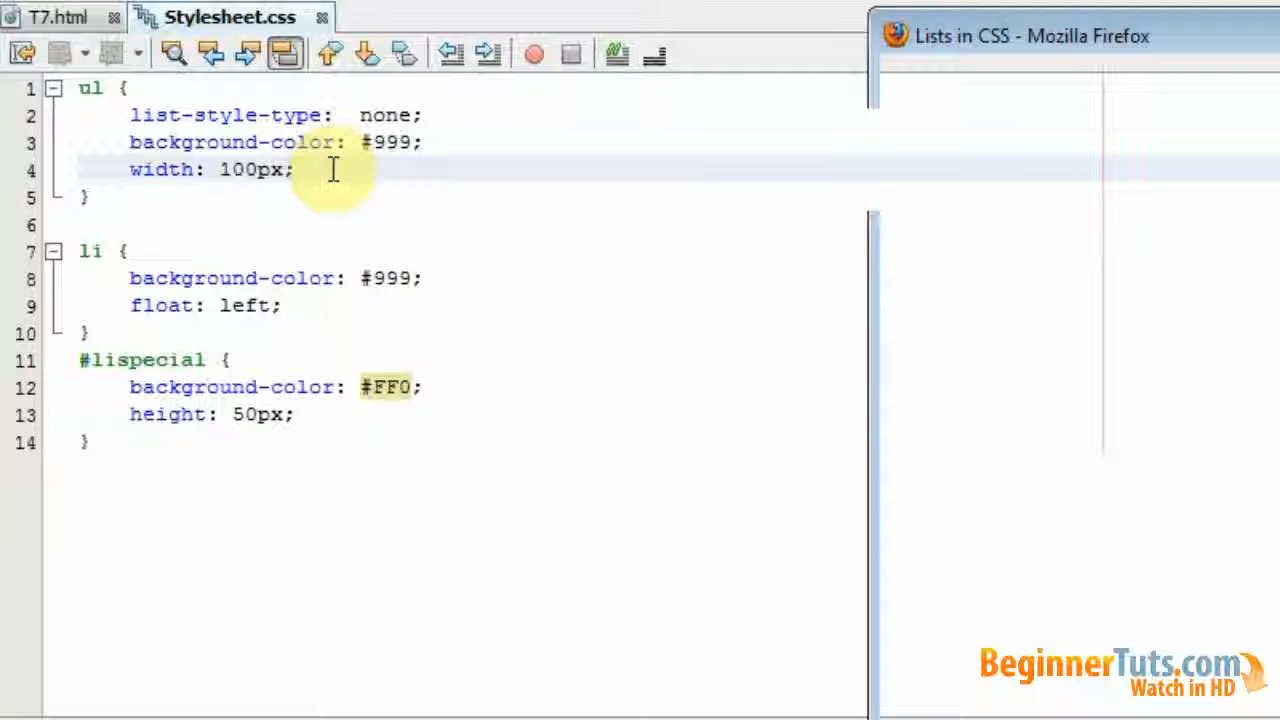 T7.html
Stylesheet.css
Lists in CSS - Mozilla Firefox
1 ul {
2 list-style-type: none;
3 background-color: #999;
4 width: 100px;
5 }
6
7 li {
8 background-color: #999;
9 float: left;
10 }
11 #lispecial {
12 background-color: #FF0;
13 height: 50px;
14 }
BeginnerTuts.com
Watch in HD